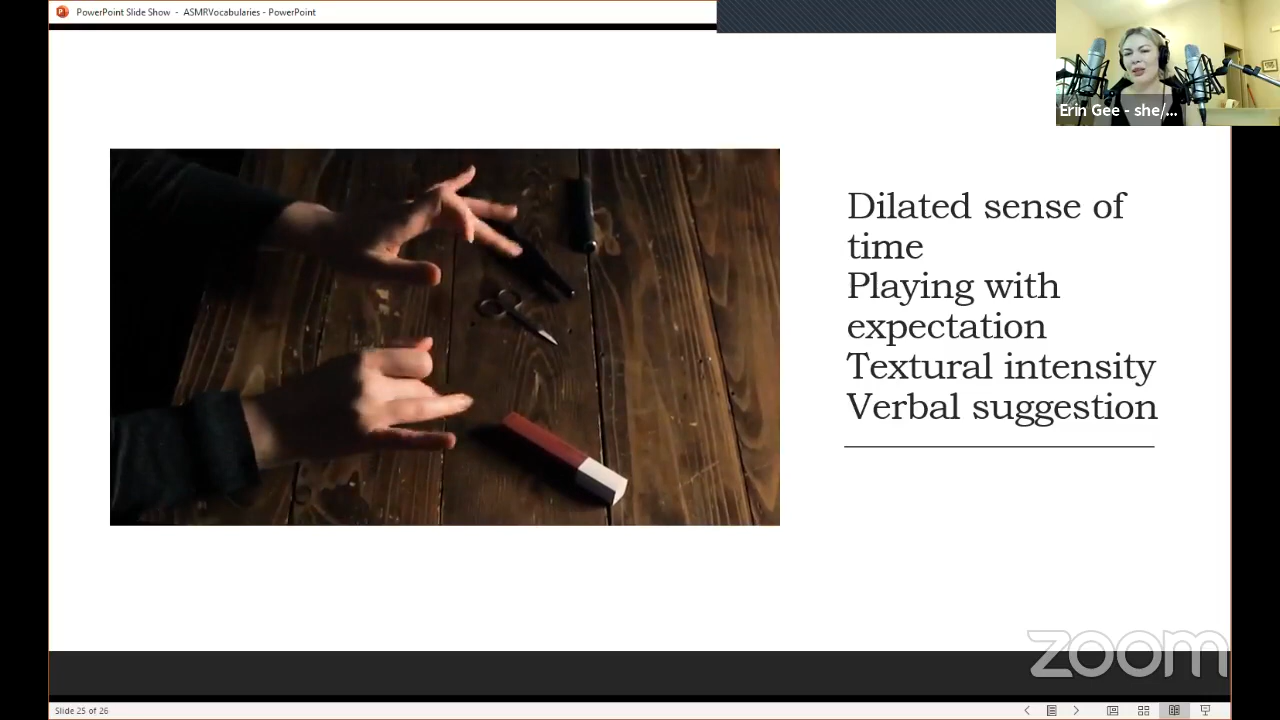 PowerPoint Slide Show - ASMRVocabularies - PowerPoint
Erin Gee - she/...
Dilated sense of
time
Playing with
expectation
Textural intensity
Verbal suggestion
zoom
Slide 25 of 26